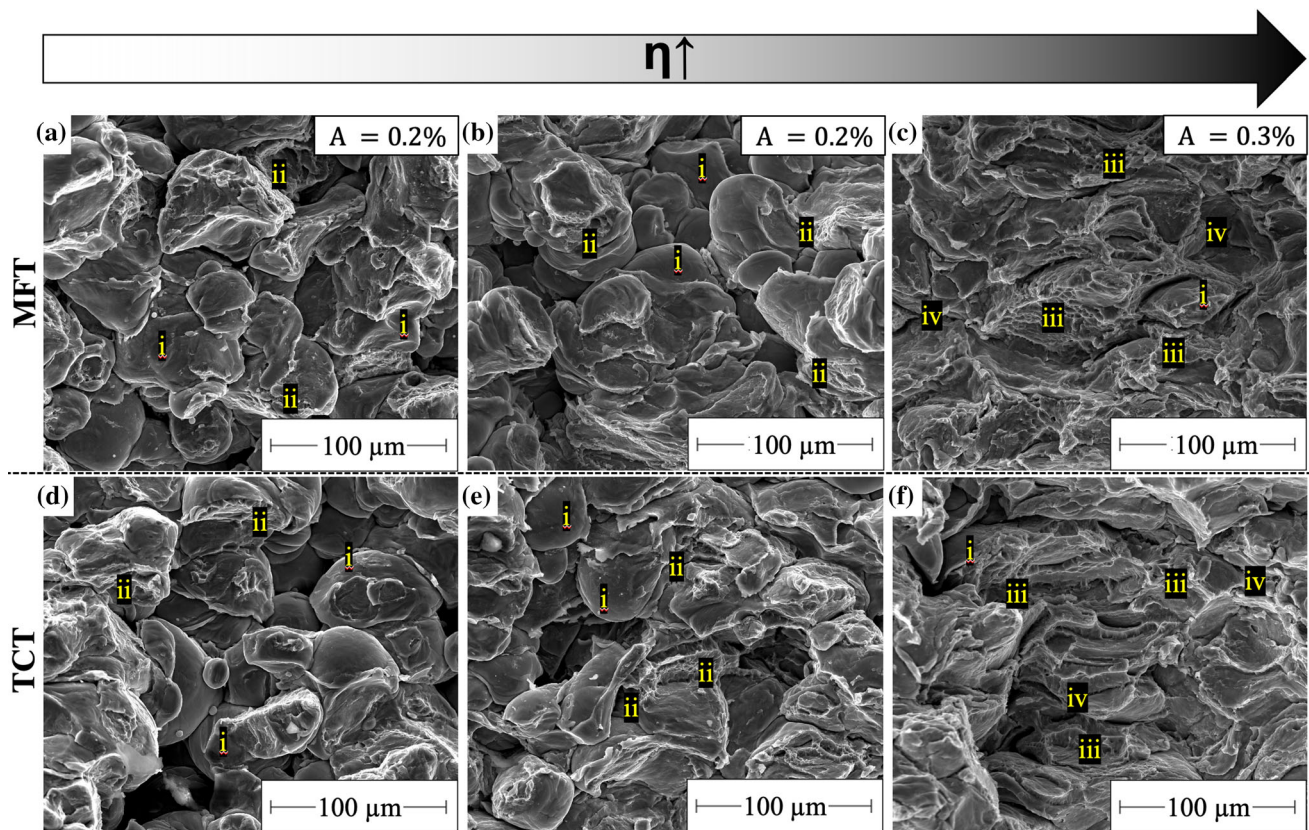 η↑
(a) A = 0.2% (b) A = 0.2% (c) A = 0.3%
MFT
ii
i
i
ii
100 µm
i
ii
ii
i
ii
100 µm
iii
iv
i
iv
iii
iii
100 µm
(d) (e) (f)
TCT
ii
i
ii
i
100 µm
i
ii
i
ii
ii
100 µm
i
iii
iii
iv
iv
iii
100 µm